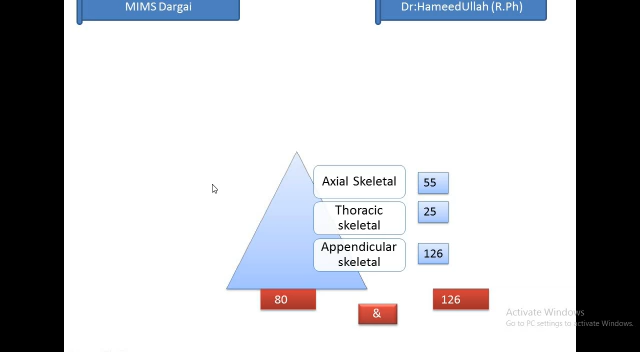 MIMS Dargai
Dr:HameedUllah (R.Ph)
Axial Skeletal
55
Thoracic
skeletal
25
Appendicular
skeletal
126
80
&
126
Activate Windows
Go to PC settings to activate Windows.